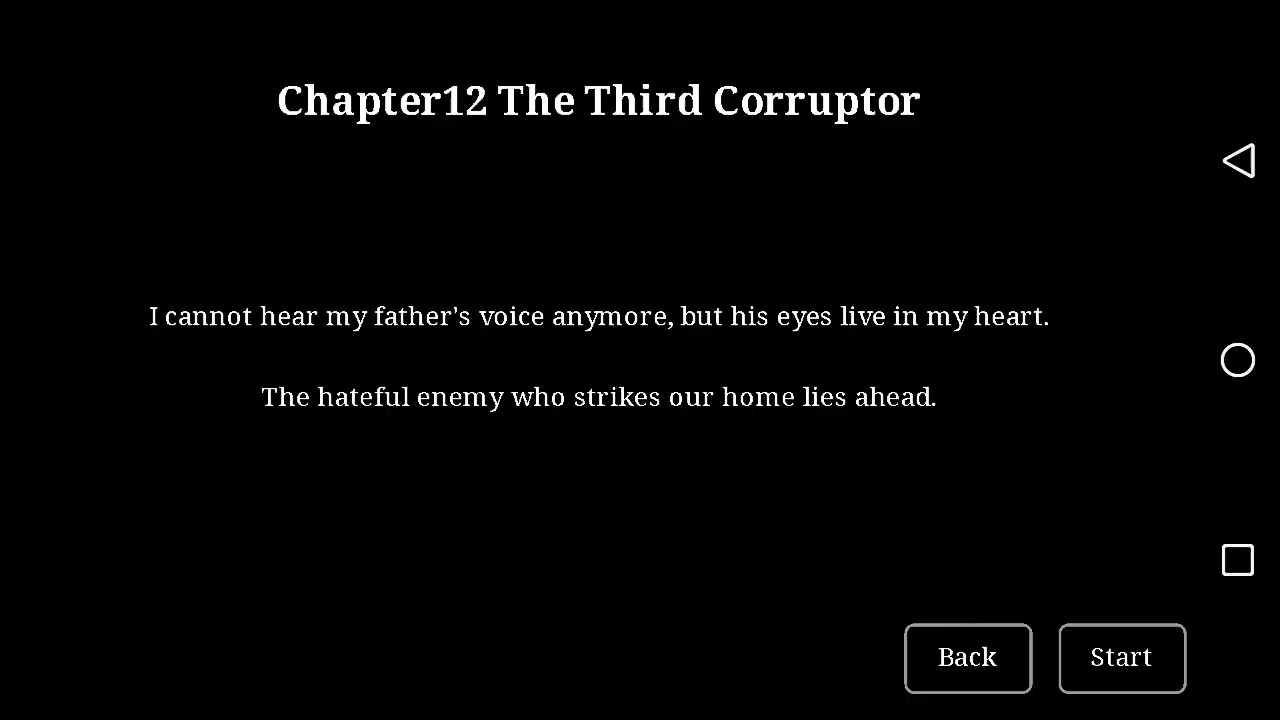 Chapter12 The Third Corruptor
I cannot hear my father's voice anymore, but his eyes live in my heart.
The hateful enemy who strikes our home lies ahead.
Back
Start